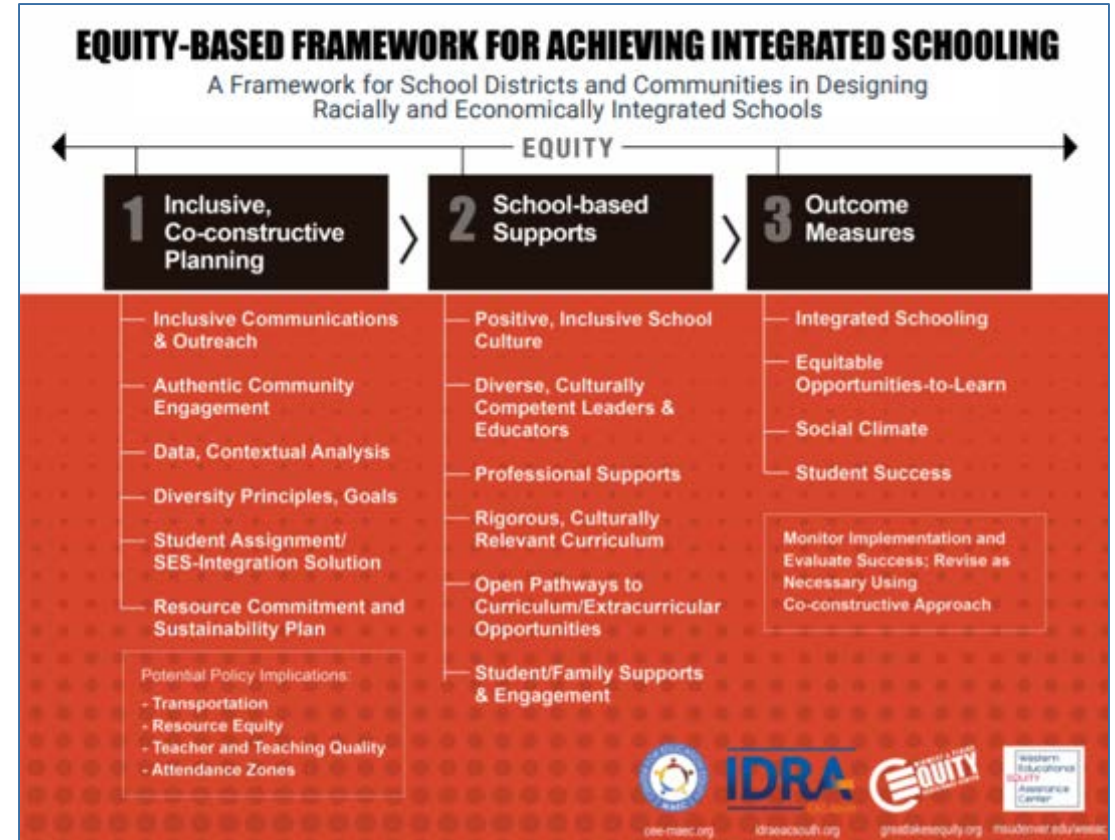 EQUITY-BASED FRAMEWORK FOR ACHIEVING INTEGRATED SCHOOLING
A Framework for School Districts and Communities in Designing
Racially and Economically Integrated Schools
EQUITY
1 Inclusive,
Co-constructive
Planning
Inclusive Communications
& Outreach
Authentic Community
Engagement
Data, Contextual Analysis
Diversity Principles, Goals
Student Assignment/
SES-Integration Solution
Resource Commitment and
Sustainability Plan
Potential Policy Implications:
- Transportation
- Resource Equity
- Teacher and Teaching Quality
- Attendance Zones
2 School-based
Supports
Positive, Inclusive School
Culture
Diverse, Culturally
Competent Leaders &
Educators
Professional Supports
Rigorous, Culturally
Relevant Curriculum
Open Pathways to
Curriculum/Extracurricular
Opportunities
Student/Family Supports
& Engagement
3 Outcome
Measures
Integrated Schooling
Equitable
Opportunities-to-Learn
Social Climate
Student Success
Monitor Implementation and
Evaluate Success; Revise as
Necessary Using
Co-constructive Approach
MAEC
IDRA
EQUITY
Western
Educational
EQUITY
Assistance
Center
cee-maec.org
idraeacsouth.org
greatlakesequity.org